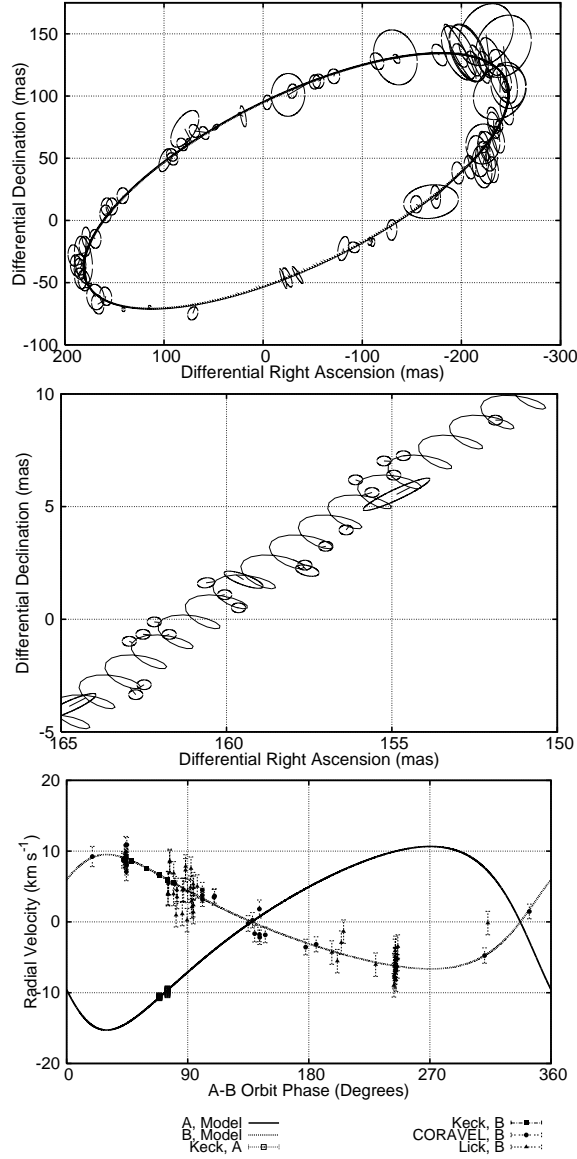 150
100
50
0
-50
-100
Differential Declination (mas)
200 100 0 -100 -200 -300
Differential Right Ascension (mas)
10
5
0
-5
Differential Declination (mas)
165 160 155 150
Differential Right Ascension (mas)
20
10
0
-10
-20
Radial Velocity (km s⁻¹)
0 90 180 270 360
A-B Orbit Phase (Degrees)
A, Model
B, Model
Keck, A
Keck, B
CORAVEL, B
Lick, B